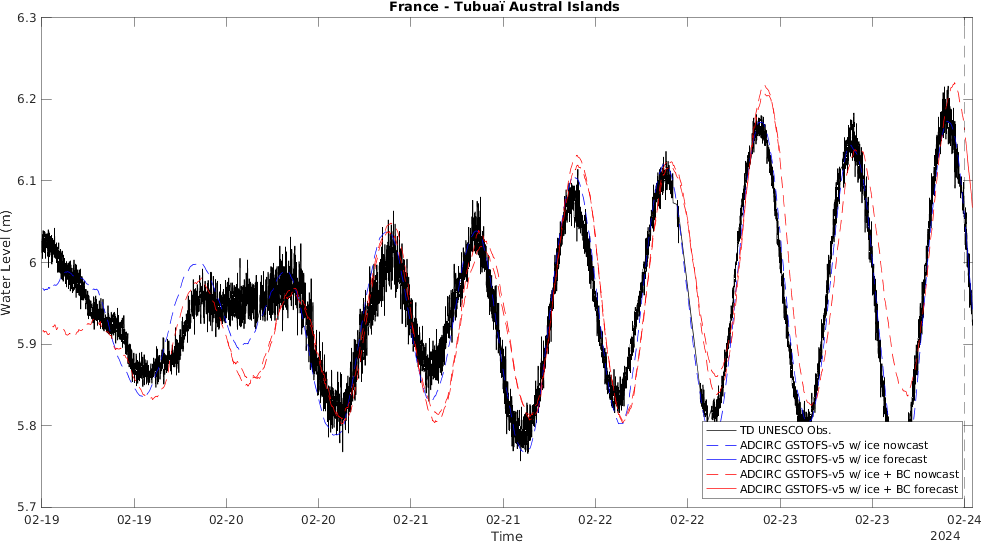 France - Tubuaï Austral Islands
6.3
6.2
6.1
6
5.9
5.8
5.7
Water Level (m)
TD UNESCO Obs.
ADCIRC GSTOFS-v5 w/ ice nowcast
ADCIRC GSTOFS-v5 w/ ice forecast
ADCIRC GSTOFS-v5 w/ ice + BC nowcast
ADCIRC GSTOFS-v5 w/ ice + BC forecast
02-19 02-19 02-20 02-20 02-21 02-21 02-22 02-22 02-23 02-23 02-24
Time 2024